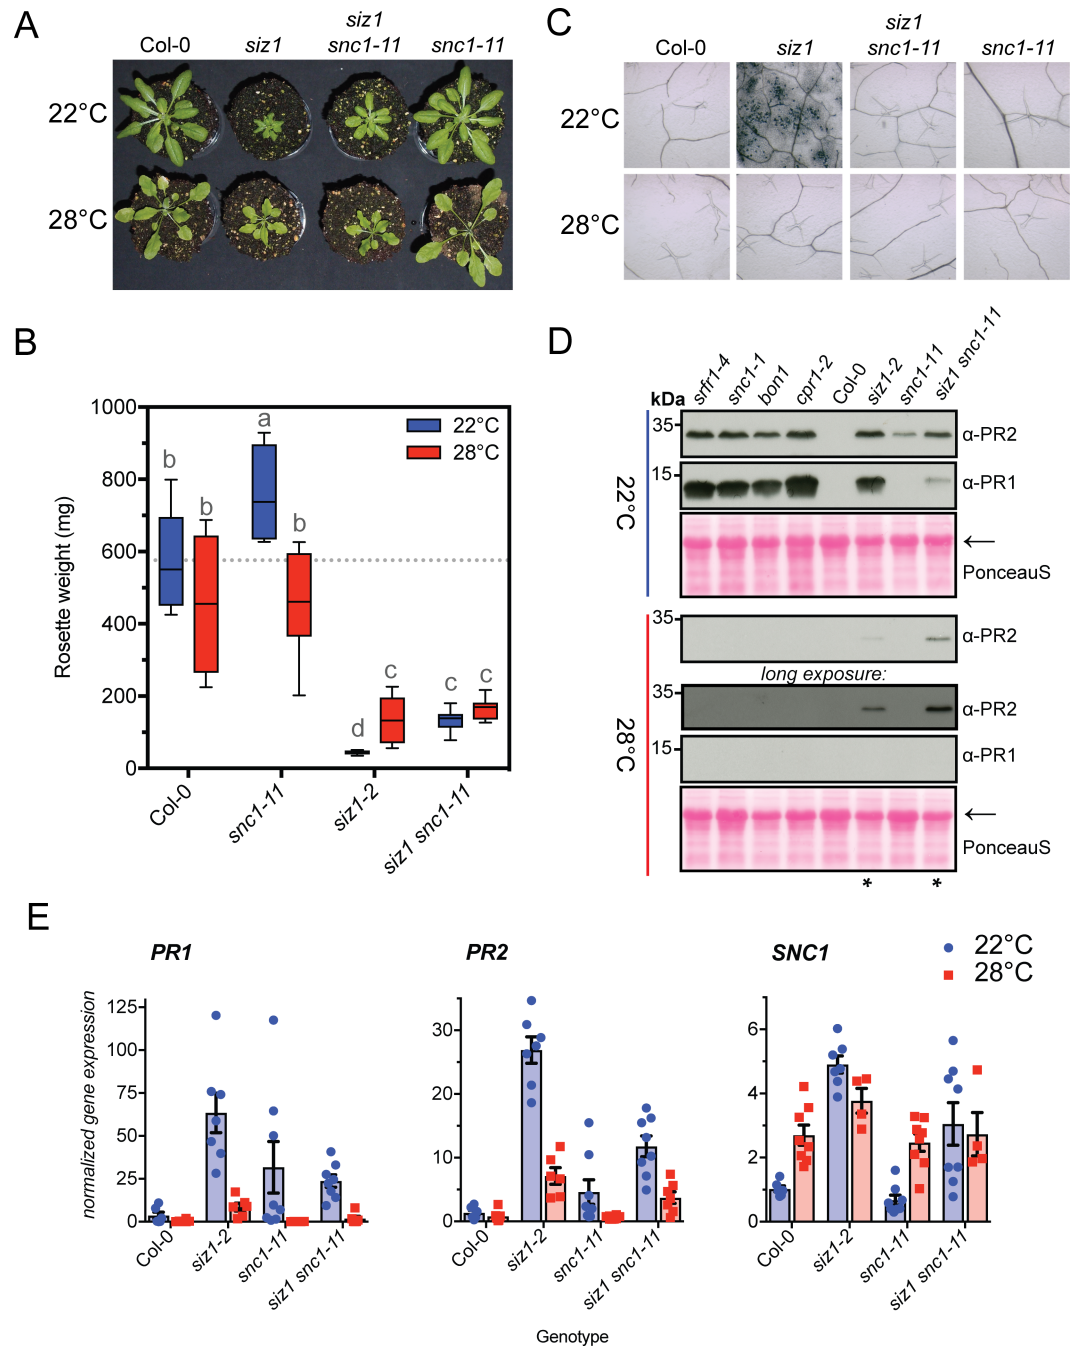 A
siz1
Col-0 siz1 snc1-11 snc1-11
22°C
28°C
B
1000
800
600
400
200
0
Rosette weight (mg)
22°C
28°C
b b a b d c c c
Col-0 snc1-11 siz1-2 siz1 snc1-11
C
siz1
Col-0 siz1 snc1-11 snc1-11
22°C
28°C
D
srfr1-4 snc1-1 bon1 cpr1-2 Col-0 siz1-2 snc1-11 siz1 snc1-11
kDa
35 α-PR2
15 α-PR1
22°C
←
PonceauS
35 α-PR2
long exposure:
35 α-PR2
28°C
15 α-PR1
←
PonceauS
* *
E
PR1 PR2 SNC1
22°C
28°C
normalized gene expression
125
100
75
50
25
0
Col-0 siz1-2 snc1-11 siz1 snc1-11
30
20
10
0
Col-0 siz1-2 snc1-11 siz1 snc1-11
6
4
2
0
Col-0 siz1-2 snc1-11 siz1 snc1-11
Genotype